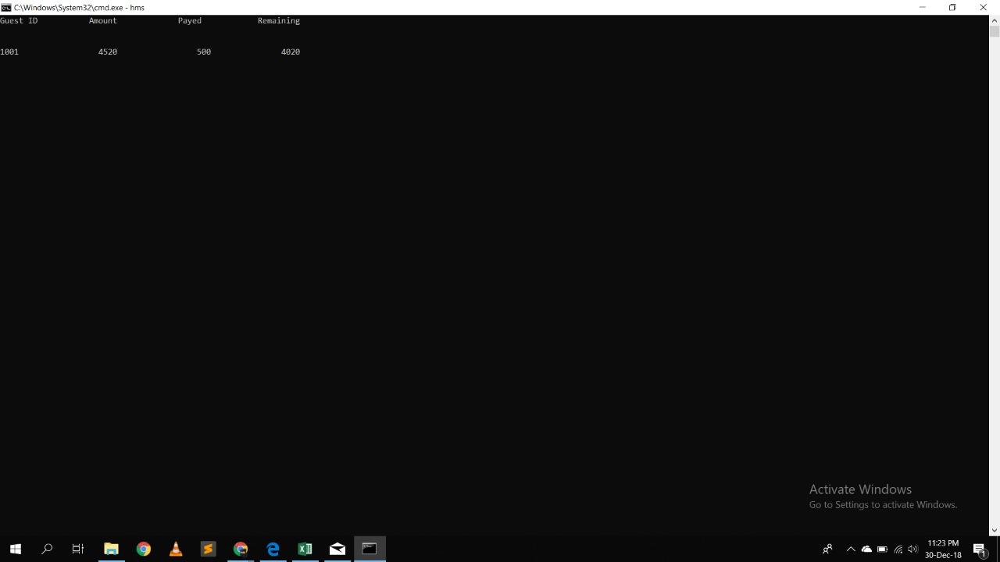 C:\Windows\System32\cmd.exe - hms
Guest ID Amount Payed Remaining
1001 4520 500 4020
Activate Windows
Go to Settings to activate Windows.
11:23 PM
30-Dec-18
1